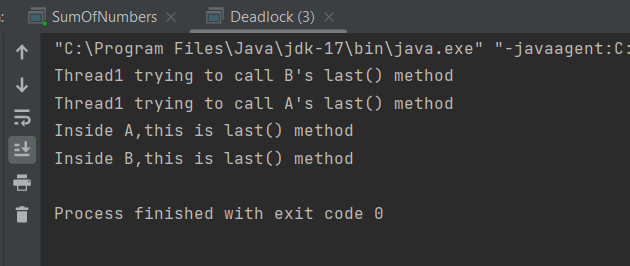 SumOfNumbers
Deadlock (3)
"C:\Program Files\Java\jdk-17\bin\java.exe" "-javaagent:C:
Thread1 trying to call B's last() method
Thread1 trying to call A's last() method
Inside A,this is last() method
Inside B,this is last() method
Process finished with exit code 0